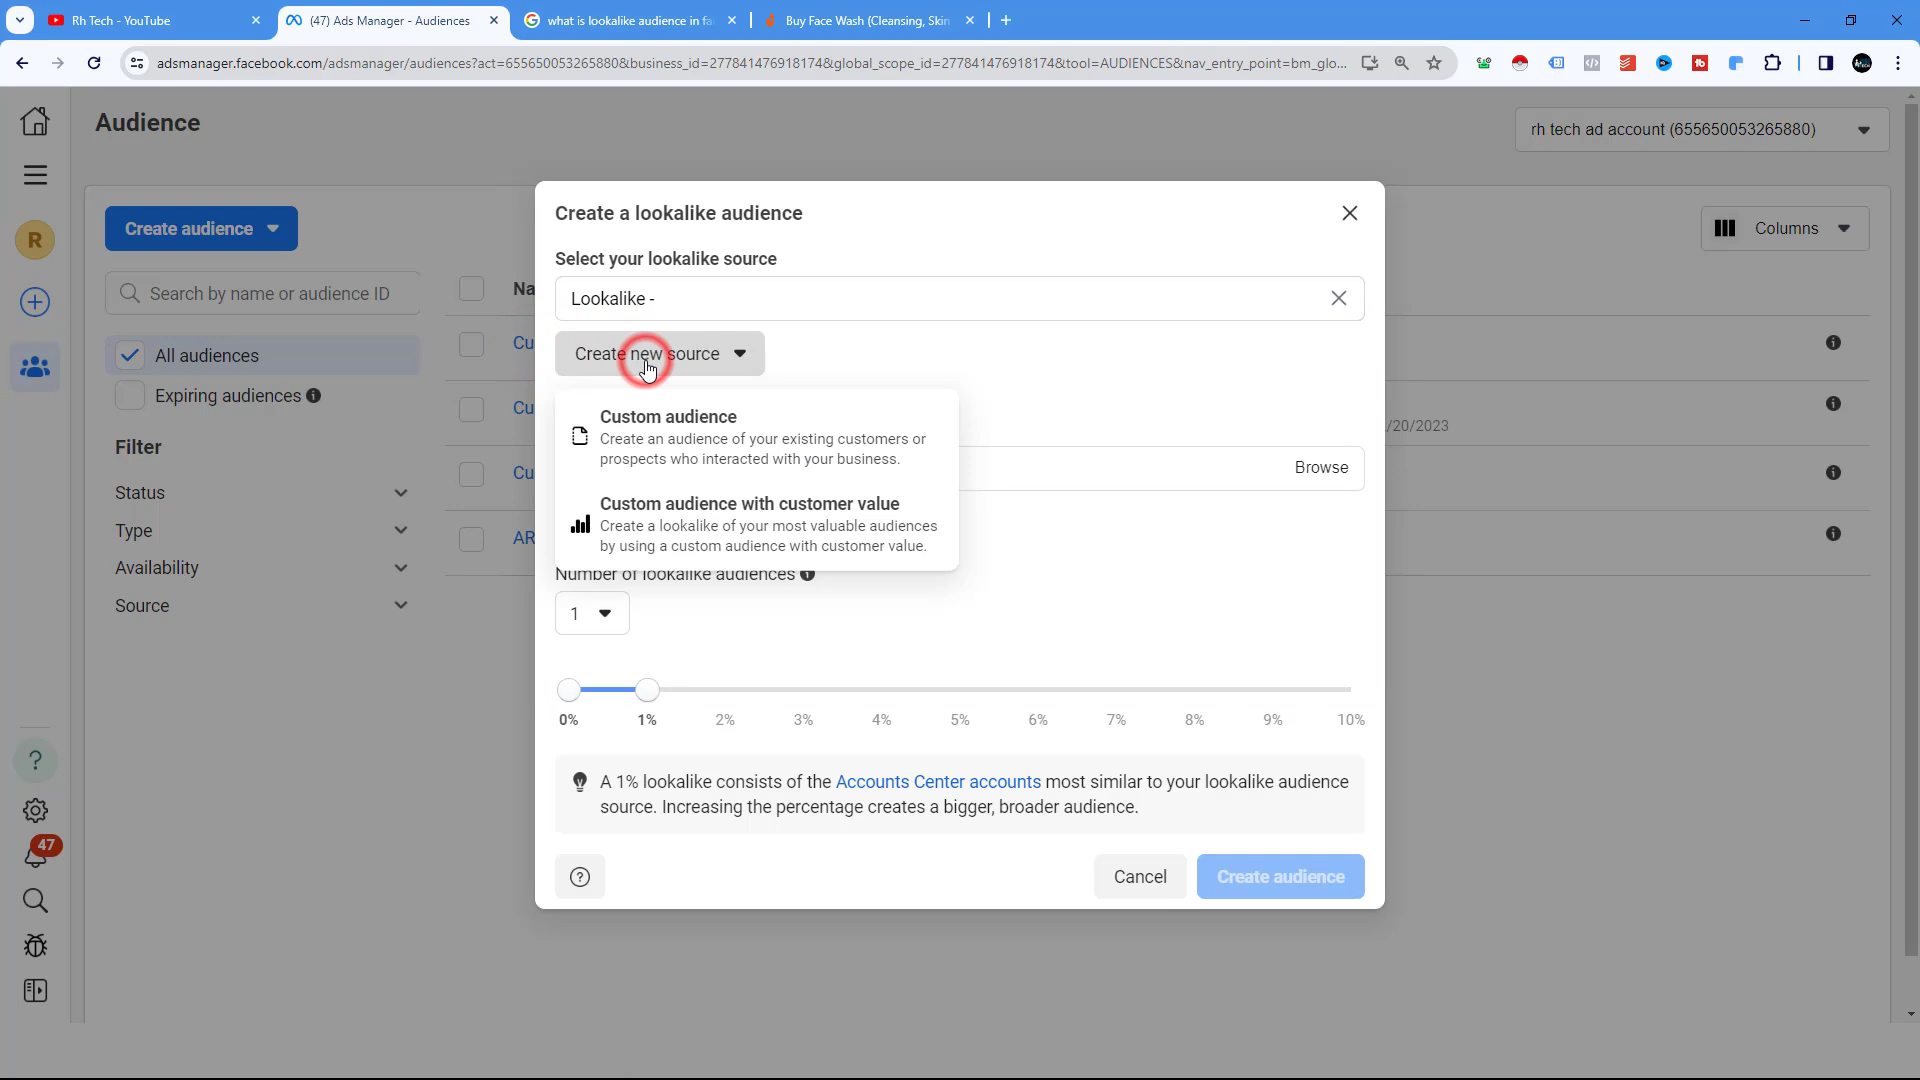 Rh Tech - YouTube
(47) Ads Manager - Audiences
what is lookalike audience in fa
Buy Face Wash (Cleansing, Skin
adsmanager.facebook.com/adsmanager/audiences?act=655650053265880&business_id=277841476918174&global_scope_id=277841476918174&tool=AUDIENCES&nav_entry_point=bm_glo...
Audience
rh tech ad account (655650053265880)
Create audience
Columns
Search by name or audience ID
Na
All audiences
Expiring audiences
Filter
Status
Type
Availability
Source
Cu
Cu
/20/2023
Cu
AR
R
?
47
Create a lookalike audience
Select your lookalike source
Lookalike -
Create new source
Custom audience
Create an audience of your existing customers or
prospects who interacted with your business.
Browse
Custom audience with customer value
Create a lookalike of your most valuable audiences
by using a custom audience with customer value.
Number of lookalike audiences
1
0% 1% 2% 3% 4% 5% 6% 7% 8% 9% 10%
A 1% lookalike consists of the Accounts Center accounts most similar to your lookalike audience
source. Increasing the percentage creates a bigger, broader audience.
Cancel
Create audience